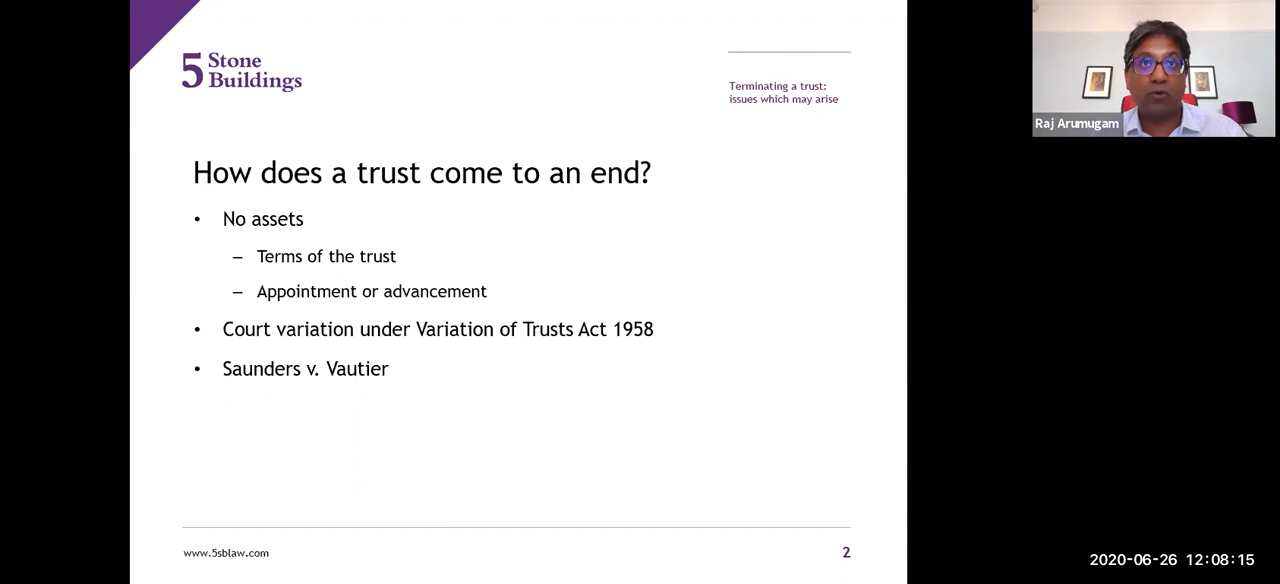 5 Stone
Buildings
Terminating a trust:
issues which may arise
Raj Arumugam
How does a trust come to an end?
• No assets
– Terms of the trust
– Appointment or advancement
• Court variation under Variation of Trusts Act 1958
• Saunders v. Vautier
www.5sblaw.com
2
2020-06-26 12:08:15